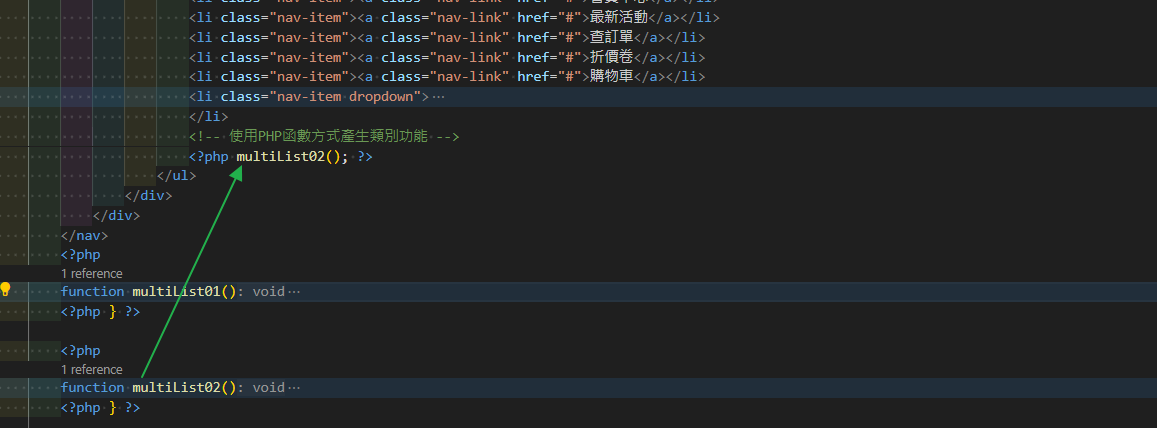 <li class="nav-item"><a class="nav-link" href="#">會員中心</a></li>
<li class="nav-item"><a class="nav-link" href="#">最新活動</a></li>
<li class="nav-item"><a class="nav-link" href="#">查訂單</a></li>
<li class="nav-item"><a class="nav-link" href="#">折價卷</a></li>
<li class="nav-item"><a class="nav-link" href="#">購物車</a></li>
<li class="nav-item dropdown">…
</li>
<!-- 使用PHP函數方式產生類別功能 -->
<?php multiList02(); ?>
</ul>
</div>
</div>
</nav>
<?php
1 reference
function multiList01(): void…
<?php } ?>
<?php
1 reference
function multiList02(): void…
<?php } ?>